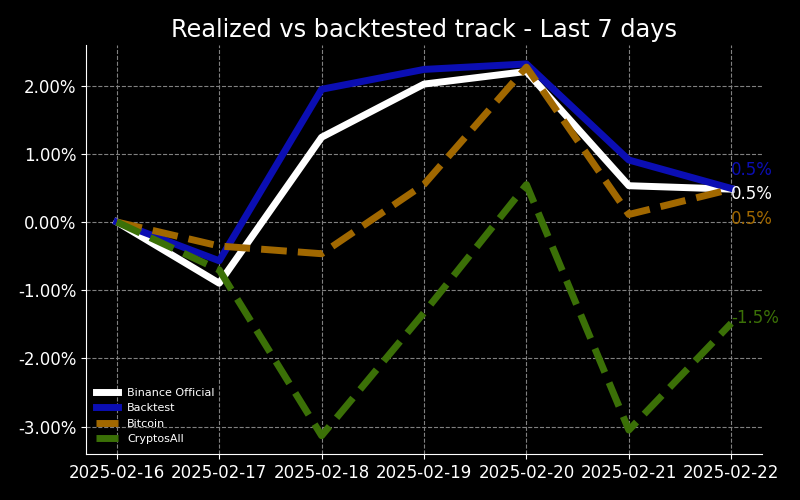 Realized vs backtested track - Last 7 days
2.00%
1.00%
0.00%
-1.00%
-2.00%
-3.00%
0.5%
0.5%
0.5%
-1.5%
Binance Official
Backtest
Bitcoin
CryptosAll
2025-02-16 2025-02-17 2025-02-18 2025-02-19 2025-02-20 2025-02-21 2025-02-22